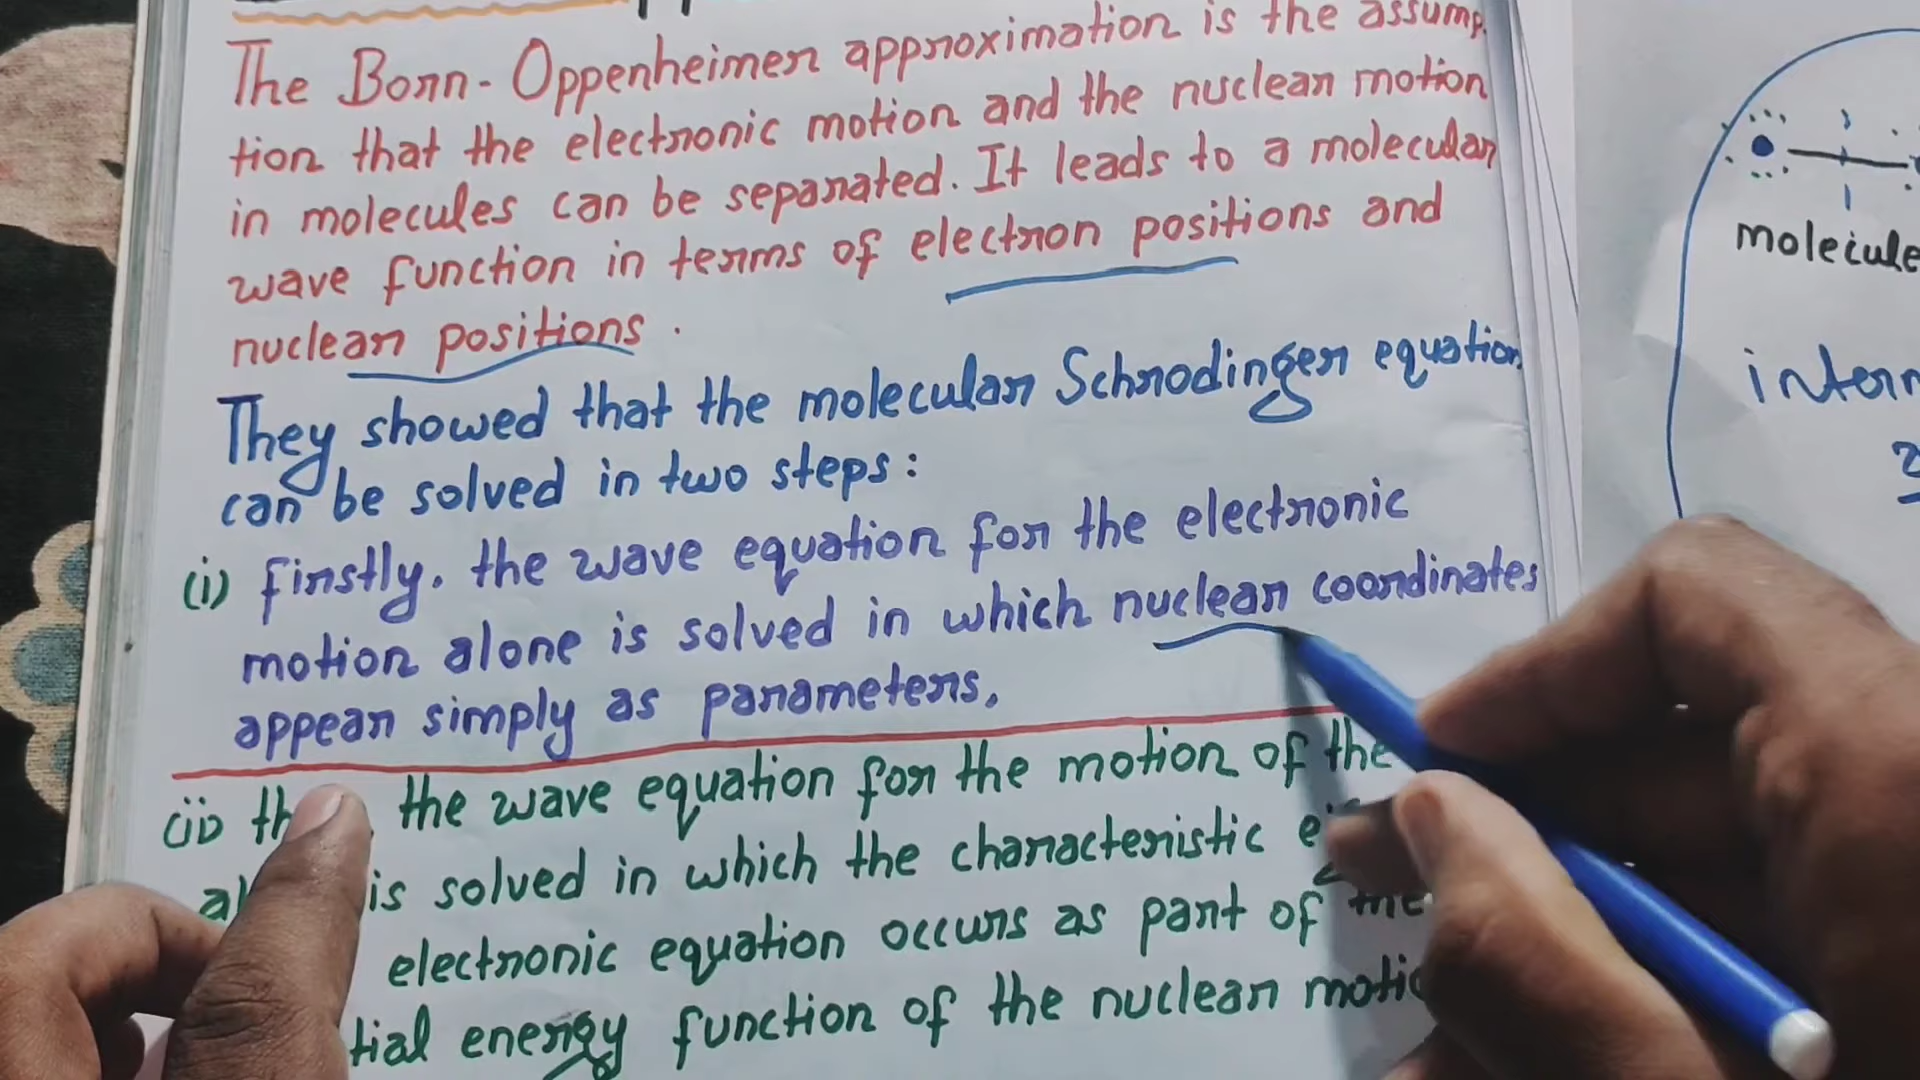 The Born-Oppenheimer approximation is the assump-
tion that the electronic motion and the nuclear motion
in molecules can be separated. It leads to a molecular
wave function in terms of electron positions and
nuclear positions.
They showed that the molecular Schrodinger equation
can be solved in two steps:
(i) firstly, the wave equation for the electronic
motion alone is solved in which nuclear coordinates
appear simply as parameters.
(ii) the wave equation for the motion of the
is solved in which the characteristic
electronic equation occurs as part of the
tial energy function of the nuclear
molecule
intern